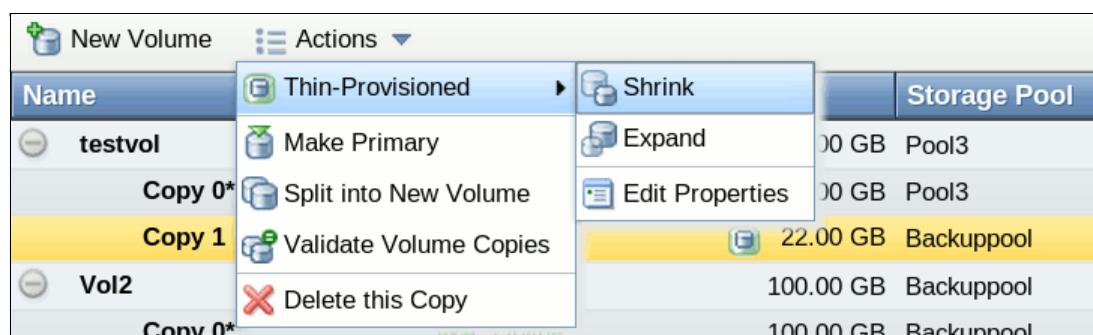 New Volume Actions
Name Storage Pool
Thin-Provisioned Shrink
testvol Make Primary Expand 00 GB Pool3
Copy 0* Split into New Volume Edit Properties 00 GB Pool3
Copy 1 Validate Volume Copies 22.00 GB Backuppool
Vol2 Delete this Copy 100.00 GB Backuppool
Copy 0* 100.00 GB Backuppool